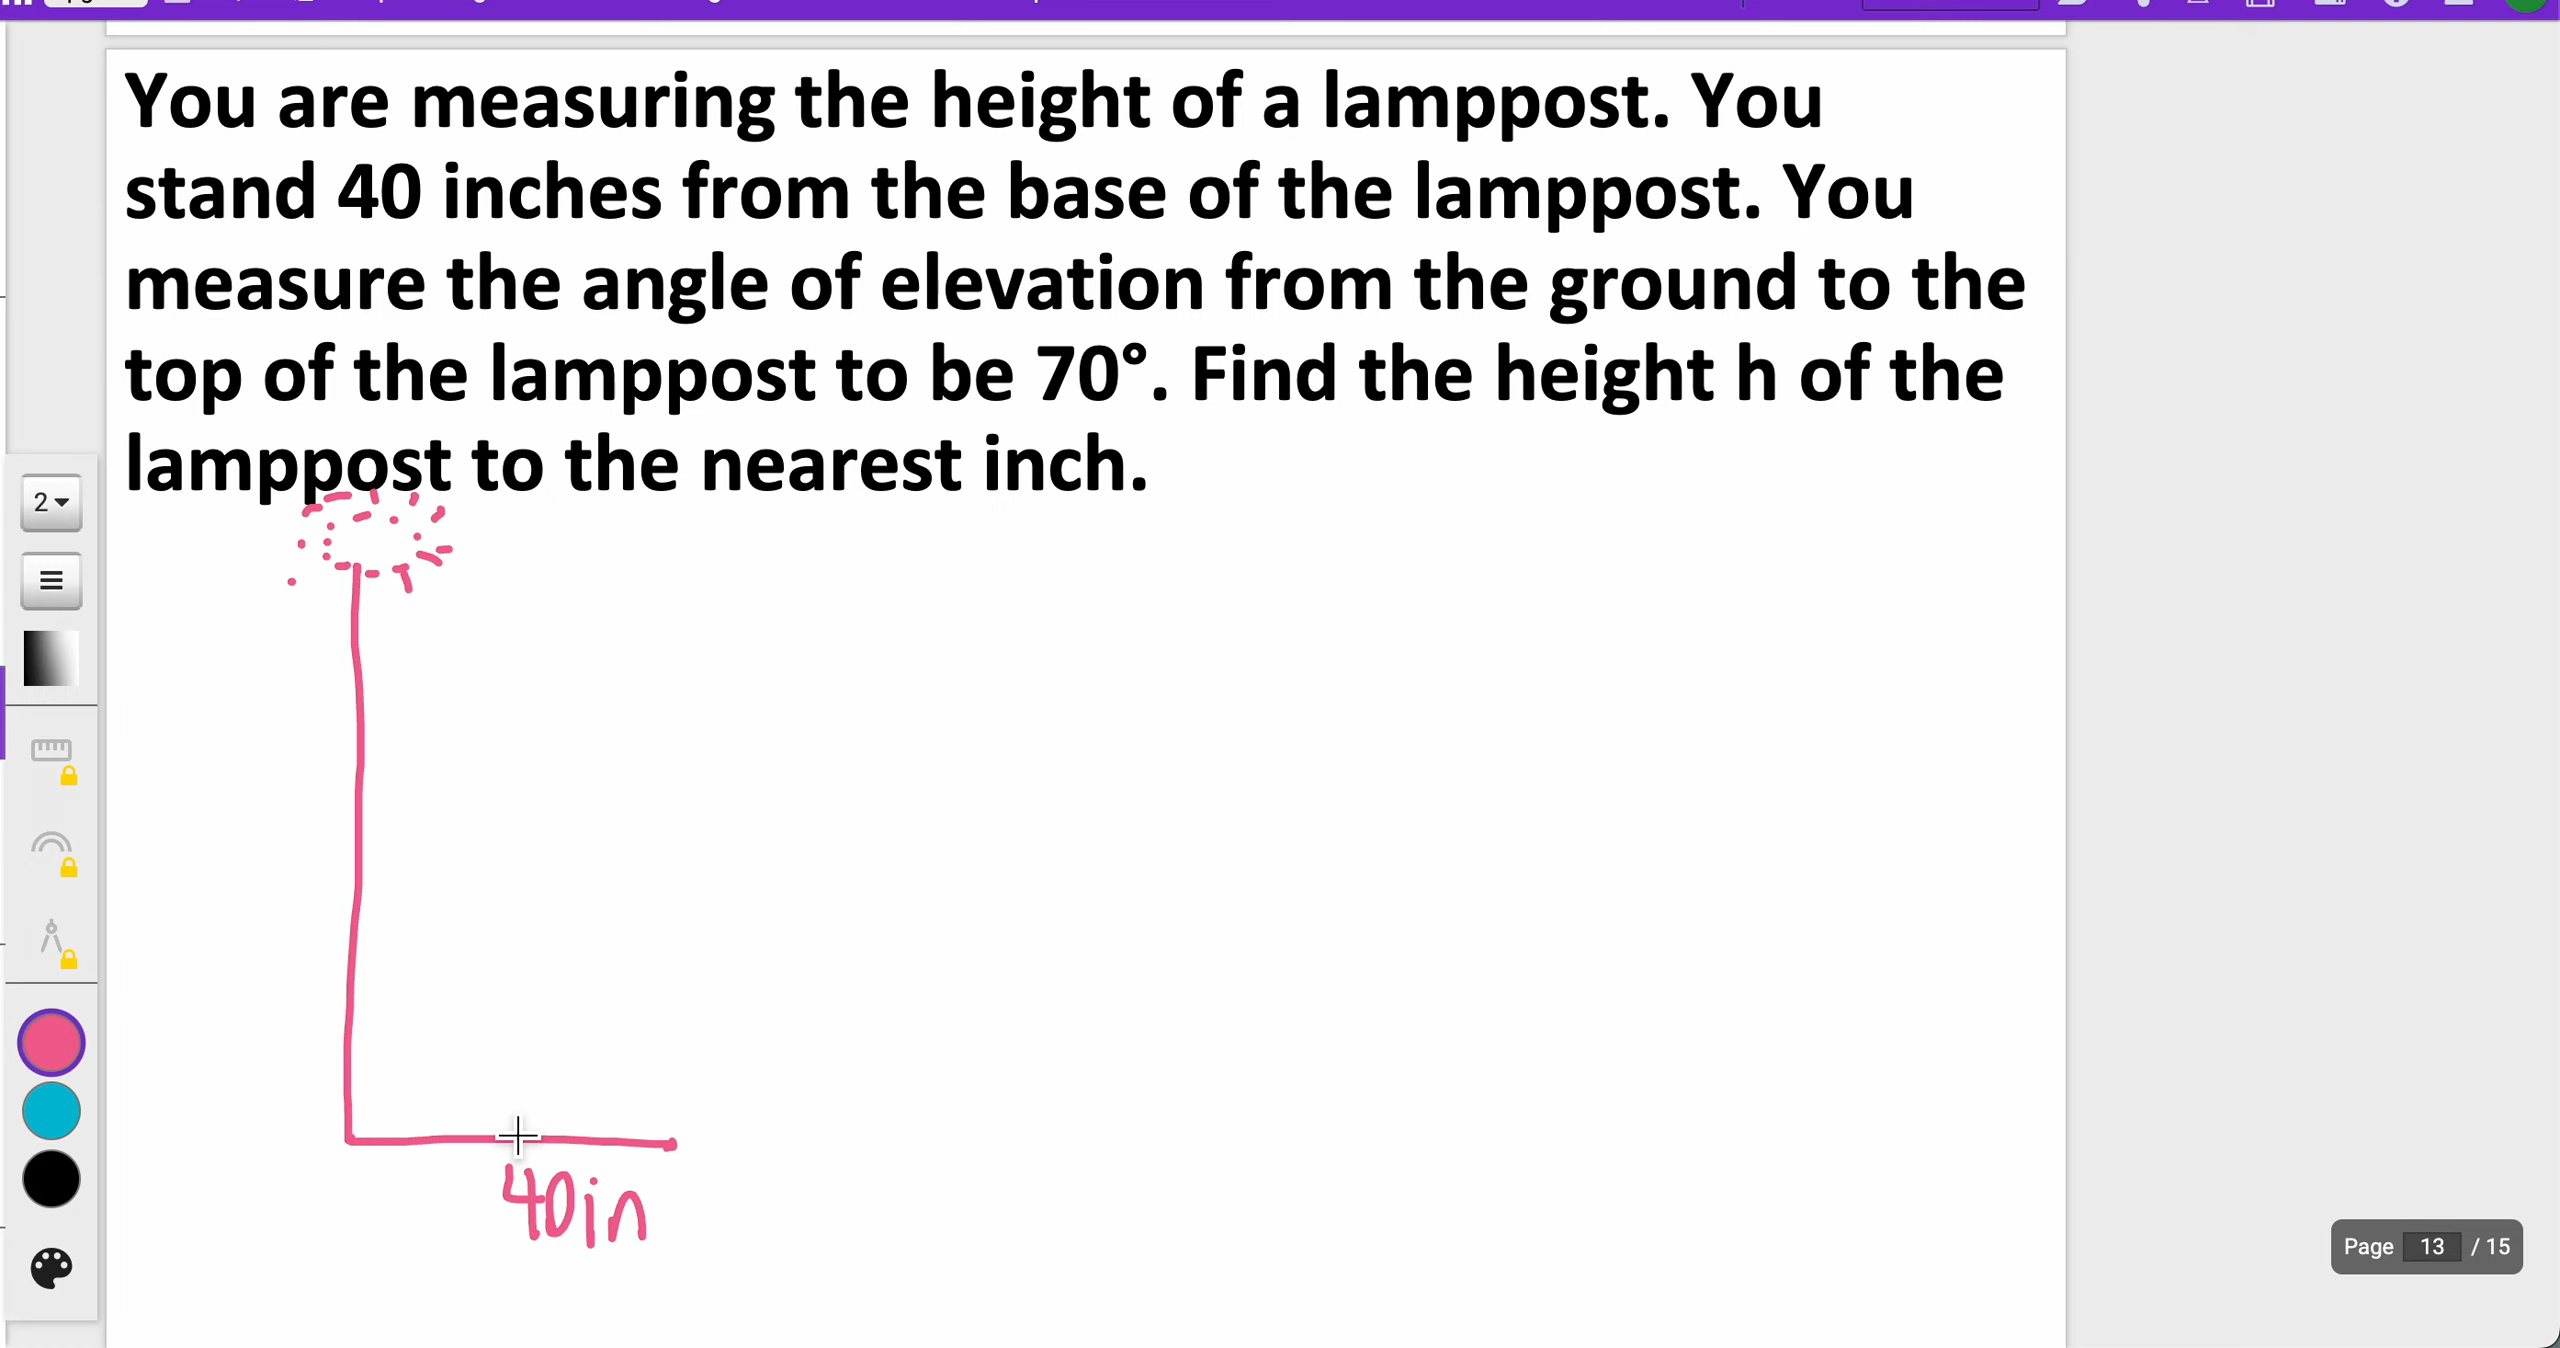 You are measuring the height of a lamppost. You
stand 40 inches from the base of the lamppost. You
measure the angle of elevation from the ground to the
top of the lamppost to be 70°. Find the height h of the
lamppost to the nearest inch.
2
40in
Page 13 / 15